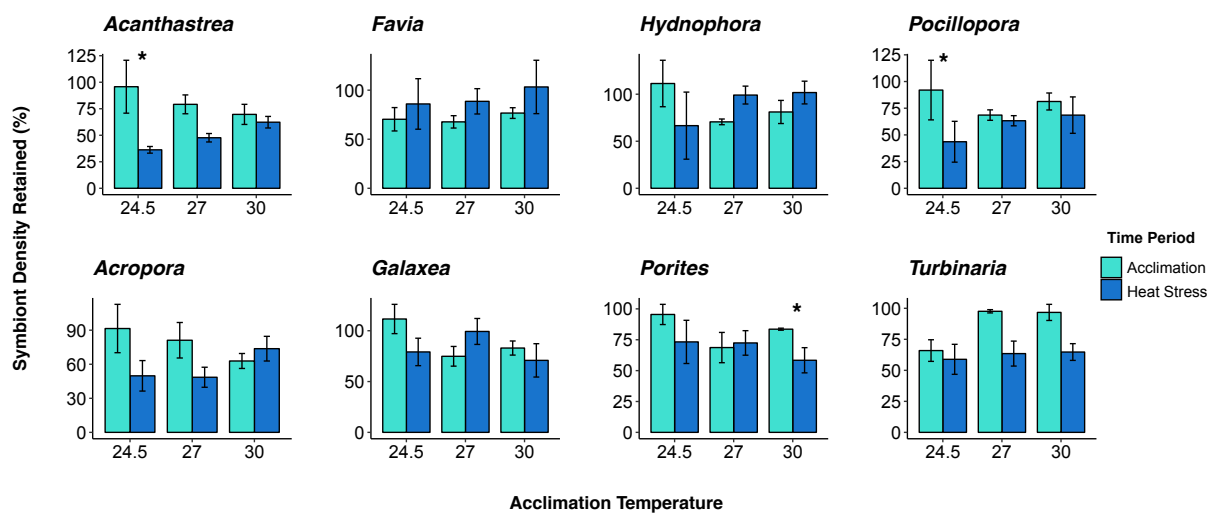 Acanthastrea
Favia
Hydnophora
Pocillopora
125
100
75
50
25
0
*
24.5 27 30
100
50
0
24.5 27 30
100
50
0
24.5 27 30
125
100
75
50
25
0
*
24.5 27 30
Symbiont Density Retained (%)
Acropora
Galaxea
Porites
Turbinaria
90
60
30
0
24.5 27 30
100
50
0
24.5 27 30
100
75
50
25
0
*
24.5 27 30
100
75
50
25
0
24.5 27 30
Time Period
Acclimation
Heat Stress
Acclimation Temperature